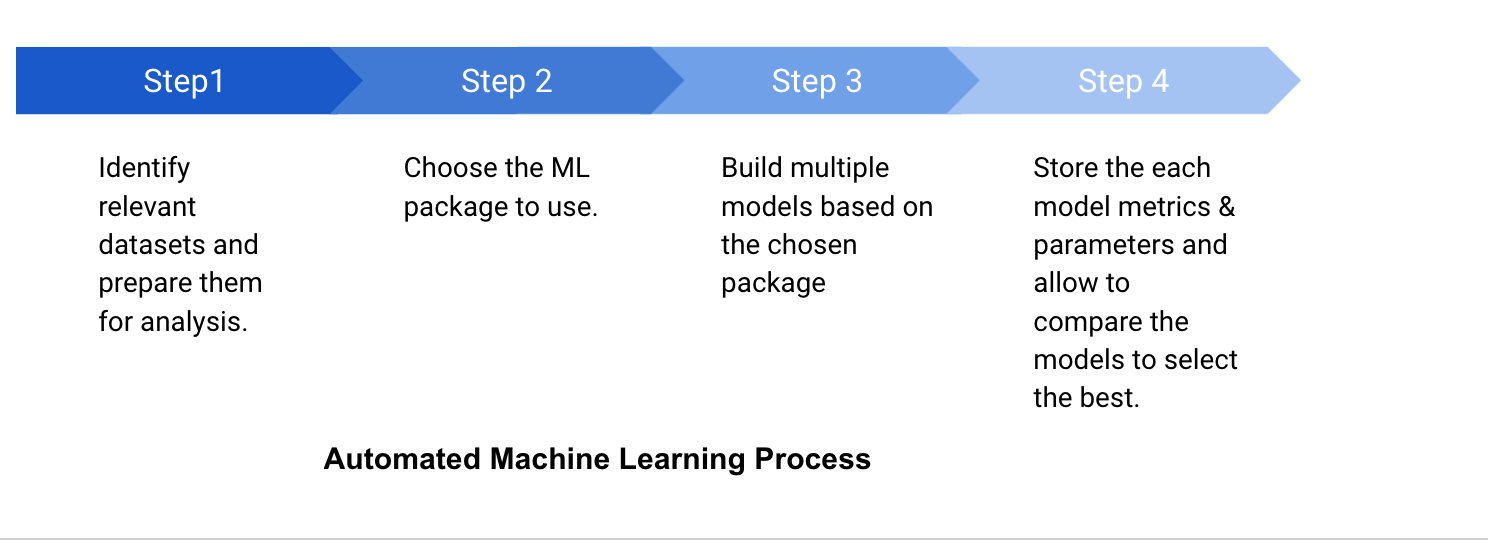 Step1
Step 2
Step 3
Step 4
Identify
relevant
datasets and
prepare them
for analysis.
Choose the ML
package to use.
Build multiple
models based on
the chosen
package
Store the each
model metrics &
parameters and
allow to
compare the
models to select
the best.
Automated Machine Learning Process